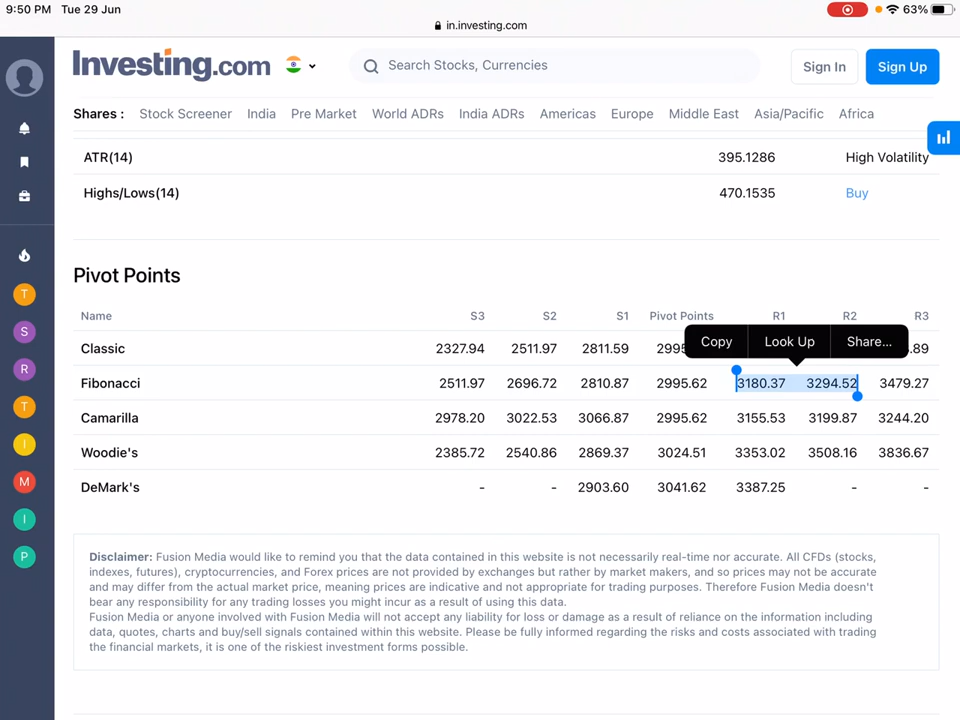 9:50 PM Tue 29 Jun 63%
in.investing.com
Investing.com Search Stocks, Currencies Sign In Sign Up
Shares : Stock Screener India Pre Market World ADRs India ADRs Americas Europe Middle East Asia/Pacific Africa
ATR(14) 395.1286 High Volatility
Highs/Lows(14) 470.1535 Buy
Pivot Points
Name S3 S2 S1 Pivot Points R1 R2 R3
Copy Look Up Share...
Classic 2327.94 2511.97 2811.59
Fibonacci 2511.97 2696.72 2810.87 2995.62 3180.37 3294.52 3479.27
Camarilla 2978.20 3022.53 3066.87 2995.62 3155.53 3199.87 3244.20
Woodie's 2385.72 2540.86 2869.37 3024.51 3353.02 3508.16 3836.67
DeMark's - - 2903.60 3041.62 3387.25 - -
T
S
R
T
I
M
I
P
Disclaimer: Fusion Media would like to remind you that the data contained in this website is not necessarily real-time nor accurate. All CFDs (stocks,
indexes, futures), cryptocurrencies, and Forex prices are not provided by exchanges but rather by market makers, and so prices may not be accurate
and may differ from the actual market price, meaning prices are indicative and not appropriate for trading purposes. Therefore Fusion Media doesn't
bear any responsibility for any trading losses you might incur as a result of using this data.
Fusion Media or anyone involved with Fusion Media will not accept any liability for loss or damage as a result of reliance on the information including
data, quotes, charts and buy/sell signals contained within this website. Please be fully informed regarding the risks and costs associated with trading
the financial markets, it is one of the riskiest investment forms possible.